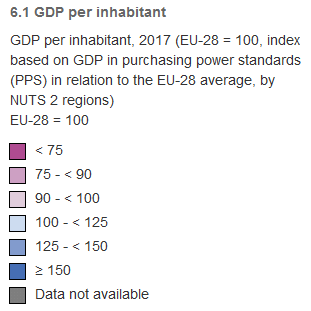 6.1 GDP per inhabitant
GDP per inhabitant, 2017 (EU-28 = 100, index
based on GDP in purchasing power standards
(PPS) in relation to the EU-28 average, by
NUTS 2 regions)
EU-28 = 100
< 75
75 - < 90
90 - < 100
100 - < 125
125 - < 150
≥ 150
Data not available